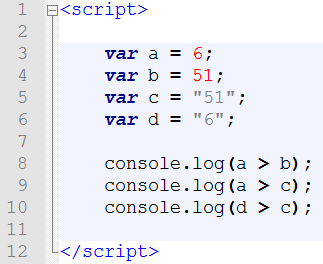 1 <script>
2
3 var a = 6;
4 var b = 51;
5 var c = "51";
6 var d = "6";
7
8 console.log(a > b);
9 console.log(a > c);
10 console.log(d > c);
11
12 </script>